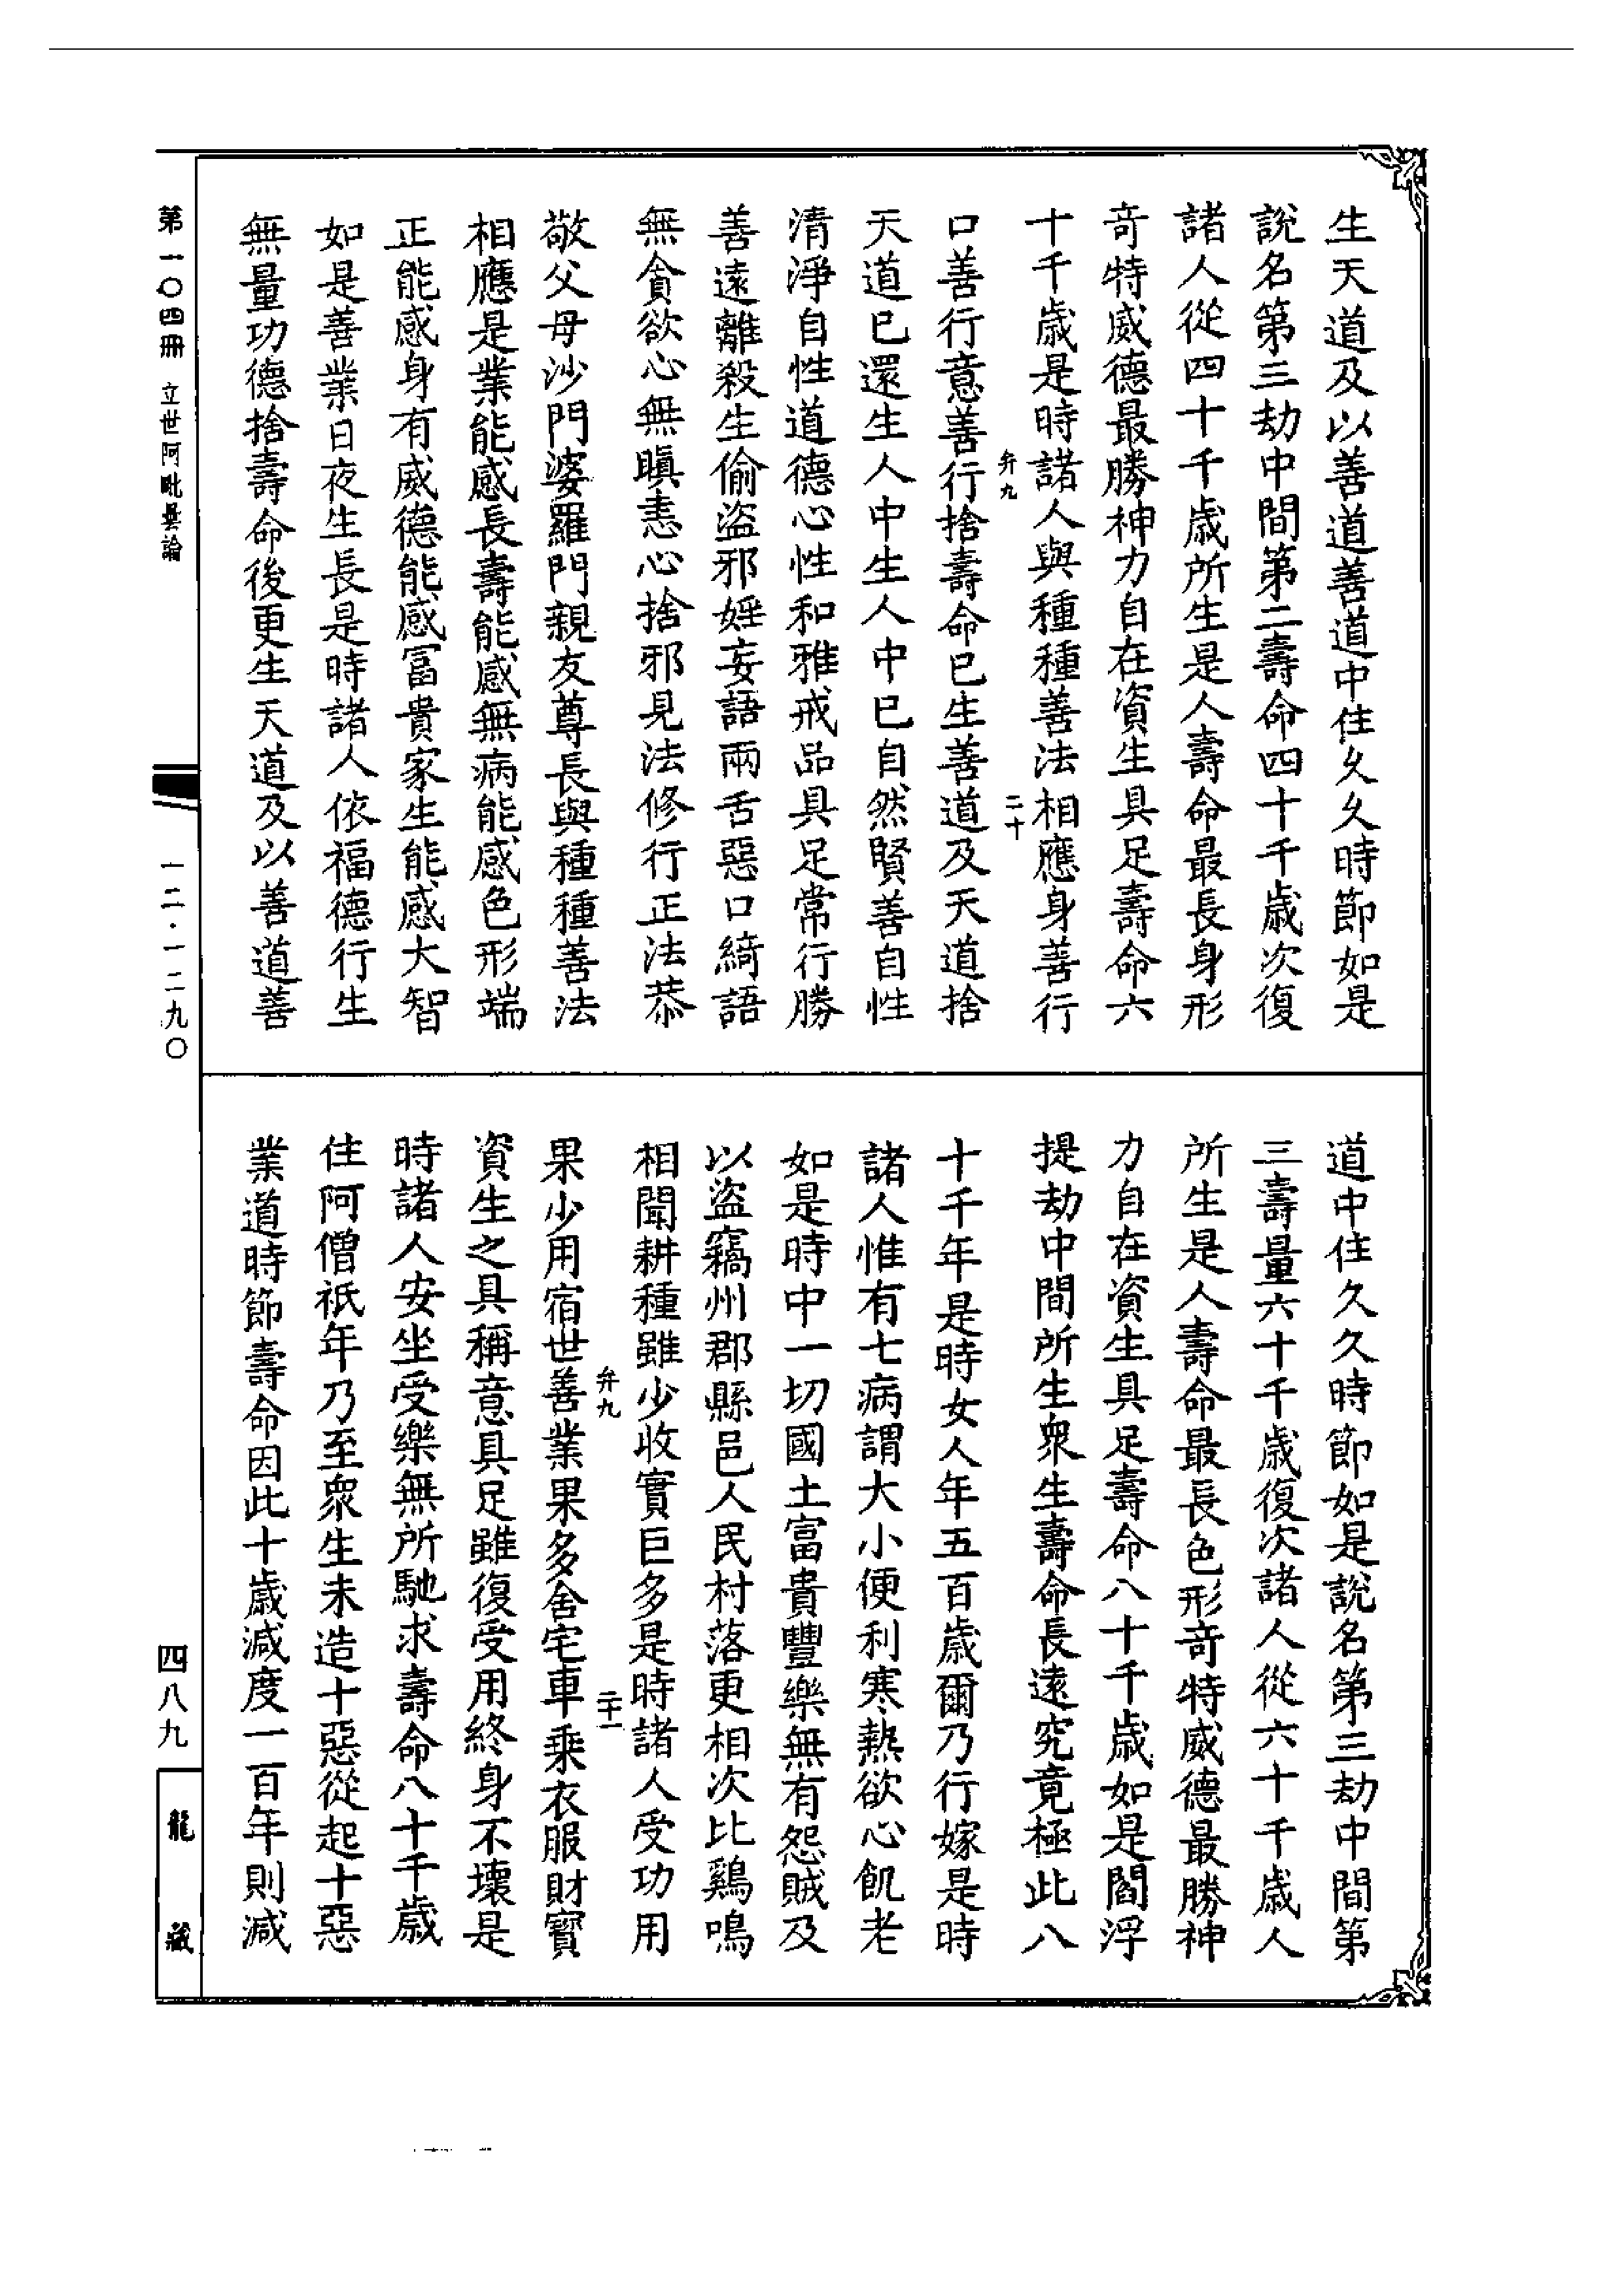 生天道及以善道善道中住久久時節如是
說名第三劫中間第二壽命四十千歲次復
諸人從四十千歲所生是人壽命最長身形
奇特威德最勝神力自在資生具足壽命六
十千歲是時諸人與種種善法相應身善行
弁九 二十
口善行意善行捨壽命已生善道及天道捨
天道已還生人中生人中已自然賢善自性
清淨自性道德心性和雅戒品具足常行勝
善遠離殺生偷盜邪婬妄語兩舌惡口綺語
無貪欲心無瞋恚心捨邪見法修行正法恭
敬父母沙門婆羅門親友尊長與種種善法
相應是業能感長壽能感無病能感色形端
正能感身有威德能感富貴家生能感大智
如是善業日夜生長是時諸人依福德行生
無量功德捨壽命後更生天道及以善道善
道中住久久時節如是說名第三劫中間第
三壽量六十千歲復次諸人從六十千歲人
所生是人壽命最長色形奇特威德最勝神
力自在資生具足壽命八十千歲如是閻浮
提劫中間所生衆生壽命長遠究竟極此八
十千年是時女人年五百歲爾乃行嫁是時
諸人惟有七病謂大小便利寒熱欲心飢老
如是時中一切國土富貴豐樂無有怨賊及
以盜竊州郡縣邑人民村落更相次比鷄鳴
相聞耕種雖少收實巨多是時諸人受功用
弁九 二十一
果少用宿世善業果多舍宅車乘衣服財寶
資生之具稱意具足雖復受用終身不壞是
時諸人安坐受樂無所馳求壽命八十千歲
住阿僧祇年乃至衆生未造十惡從起十惡
業道時節壽命因此十歲減度一百年則減
第一〇四冊 立世阿毗曇論
一二·一二九〇
四八九
龍藏